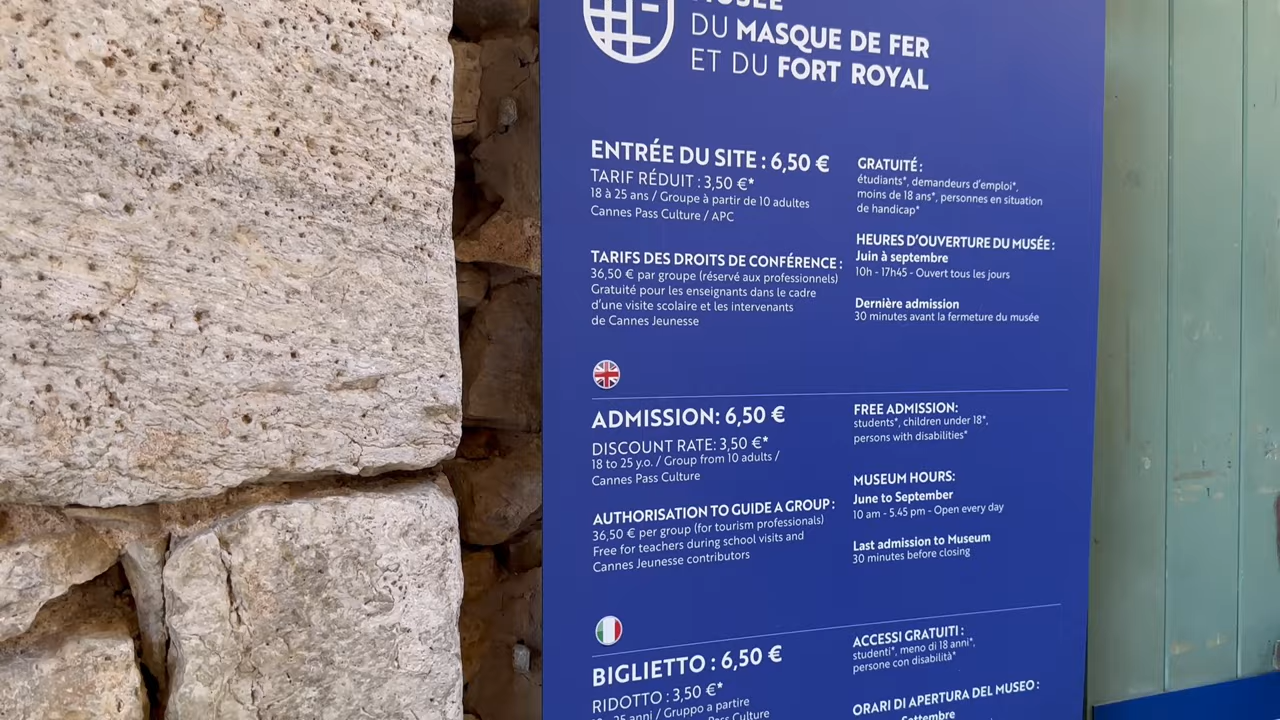 MUSÉE
DU MASQUE DE FER
ET DU FORT ROYAL
ENTRÉE DU SITE : 6,50 €
TARIF RÉDUIT : 3,50 €*
18 à 25 ans / Groupe à partir de 10 adultes
Cannes Pass Culture / APC
TARIFS DES DROITS DE CONFÉRENCE :
36,50 € par groupe (réservé aux professionnels)
Gratuité pour les enseignants dans le cadre
d'une visite scolaire et les intervenants
de Cannes Jeunesse
GRATUITÉ :
étudiants*, demandeurs d'emploi*,
moins de 18 ans*, personnes en situation
de handicap*
HEURES D'OUVERTURE DU MUSÉE :
Juin à septembre
10h - 17h45 - Ouvert tous les jours
Dernière admission
30 minutes avant la fermeture du musée
ADMISSION: 6,50 €
DISCOUNT RATE: 3,50 €*
18 to 25 y.o. / Group from 10 adults /
Cannes Pass Culture
AUTHORISATION TO GUIDE A GROUP :
36,50 € per group (for tourism professionals)
Free for teachers during school visits and
Cannes Jeunesse contributors
FREE ADMISSION:
students*, children under 18*,
persons with disabilities*
MUSEUM HOURS:
June to September
10 am - 5.45 pm - Open every day
Last admission to Museum
30 minutes before closing
BIGLIETTO : 6,50 €
RIDOTTO : 3,50 €*
25 anni / Gruppo a partire
Pass Culture
ACCESSI GRATUITI :
studenti*, meno di 18 anni*,
persone con disabilità*
ORARI DI APERTURA DEL MUSEO :
Settembre